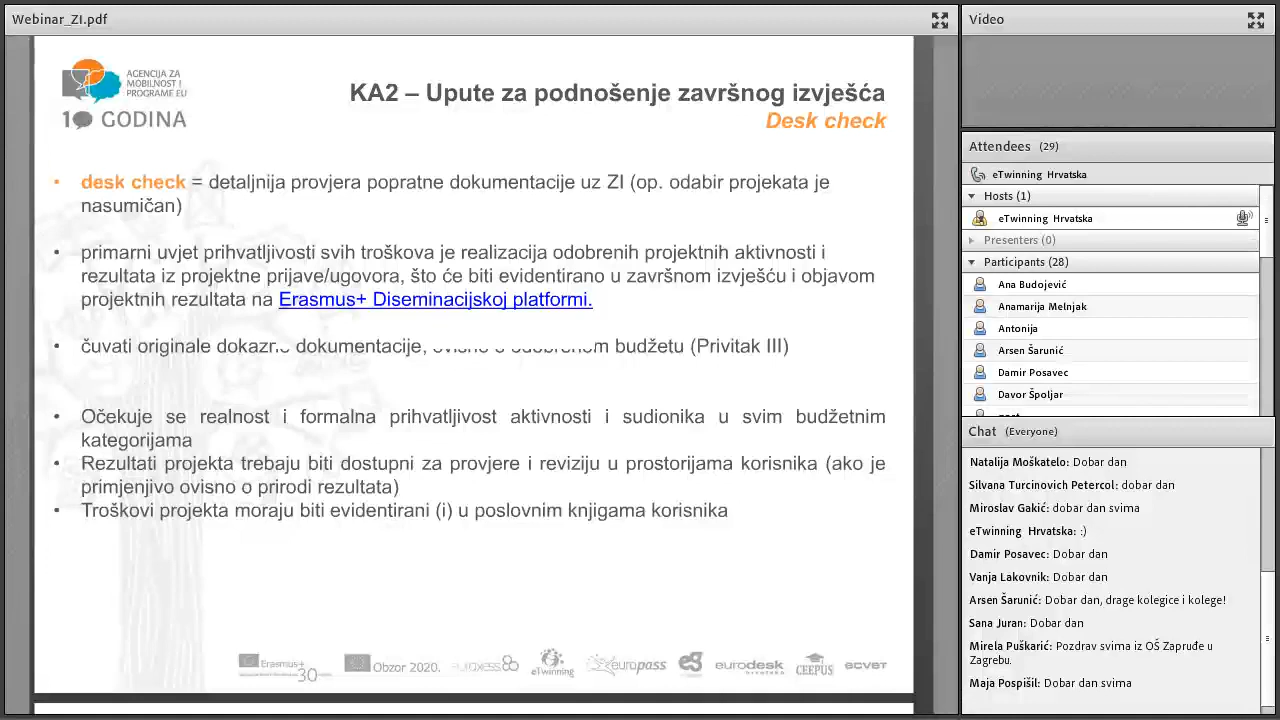 Webinar_ZI.pdf
AGENCIJA ZA
MOBILNOST I
PROGRAME EU
10 GODINA
KA2 – Upute za podnošenje završnog izvješća
Desk check
• desk check = detaljnija provjera popratne dokumentacije uz ZI (op. odabir projekata je
nasumičan)
• primarni uvjet prihvatljivosti svih troškova je realizacija odobrenih projektnih aktivnosti i
rezultata iz projektne prijave/ugovora, što će biti evidentirano u završnom izvješću i objavom
projektnih rezultata na Erasmus+ Diseminacijskoj platformi.
• čuvati originale dokazne dokumentacije, ovisno o odobrenom budžetu (Privitak III)
• Očekuje se realnost i formalna prihvatljivost aktivnosti i sudionika u svim budžetnim
kategorijama
• Rezultati projekta trebaju biti dostupni za provjere i reviziju u prostorijama korisnika (ako je
primjenjivo ovisno o prirodi rezultata)
• Troškovi projekta moraju biti evidentirani (i) u poslovnim knjigama korisnika
Erasmus+ 30 Obzor 2020. euraxess eTwinning europass eurodesk CEEPUS ecvet
Video
Attendees (29)
eTwinning Hrvatska
Hosts (1)
eTwinning Hrvatska
Presenters (0)
Participants (28)
Ana Budojević
Anamarija Melnjak
Antonija
Arsen Šarunić
Damir Posavec
Davor Špoljar
Chat (Everyone)
Natalija Moškatelo: Dobar dan
Silvana Turcinovich Petercol: dobar dan
Miroslav Gakić: dobar dan svima
eTwinning Hrvatska: :)
Damir Posavec: Dobar dan
Vanja Lakovnik: Dobar dan
Arsen Šarunić: Dobar dan, drage kolegice i kolege!
Sana Juran: Dobar dan
Mirela Puškarić: Pozdrav svima iz OŠ Zapruđe u
Zagrebu.
Maja Pospišil: Dobar dan svima